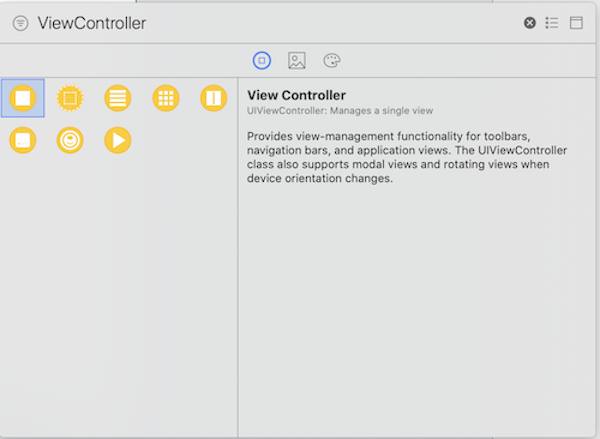 ViewController
View Controller
UIViewController: Manages a single view
Provides view-management functionality for toolbars,
navigation bars, and application views. The UIViewController
class also supports modal views and rotating views when
device orientation changes.